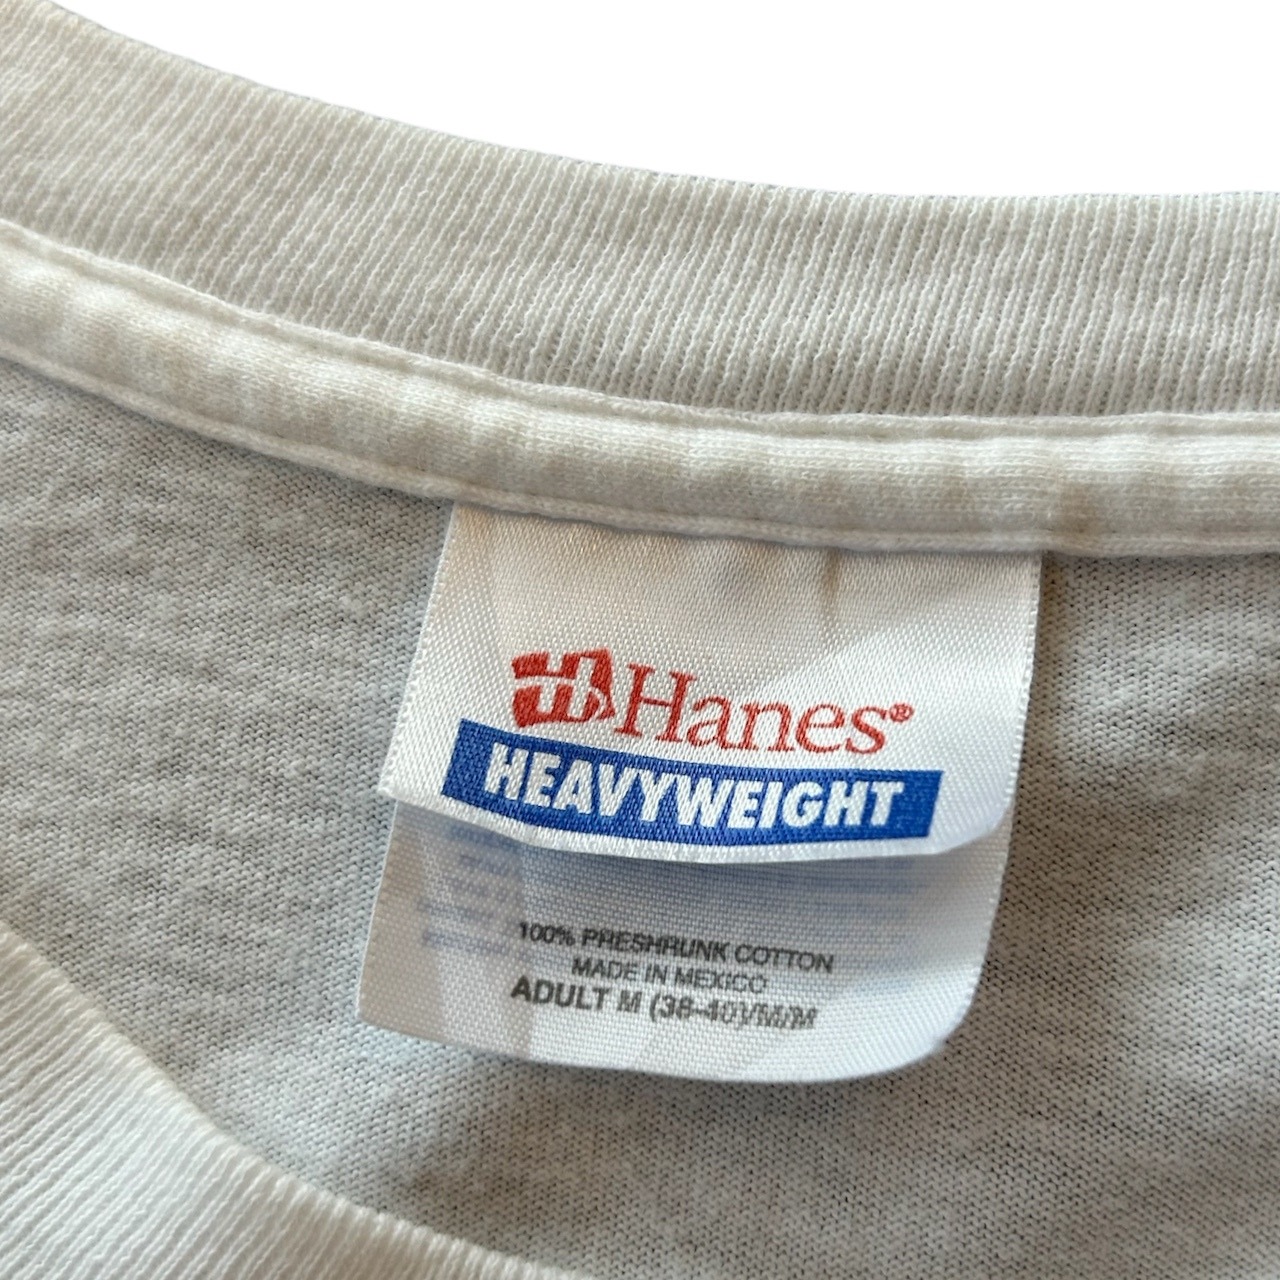 Hanes®
HEAVYWEIGHT
100% PRESHRUNK COTTON
MADE IN MEXICO
ADULT M (38-40)/M/M